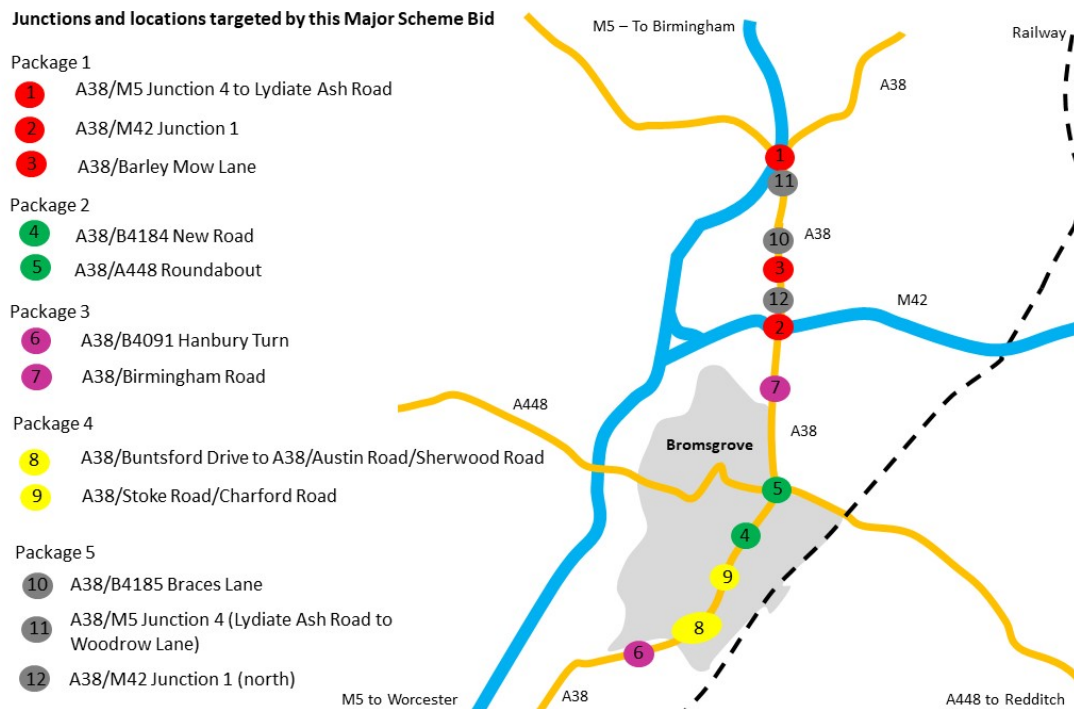 Junctions and locations targeted by this Major Scheme Bid
Package 1
1 A38/M5 Junction 4 to Lydiate Ash Road
2 A38/M42 Junction 1
3 A38/Barley Mow Lane
Package 2
4 A38/B4184 New Road
5 A38/A448 Roundabout
Package 3
6 A38/B4091 Hanbury Turn
7 A38/Birmingham Road
Package 4
8 A38/Buntsford Drive to A38/Austin Road/Sherwood Road
9 A38/Stoke Road/Charford Road
Package 5
10 A38/B4185 Braces Lane
11 A38/M5 Junction 4 (Lydiate Ash Road to
Woodrow Lane)
12 A38/M42 Junction 1 (north)
M5 – To Birmingham
Railway
A38
1
11
10
A38
3
12
M42
2
7
A448
A38
Bromsgrove
5
4
9
8
6
M5 to Worcester
A38
A448 to Redditch